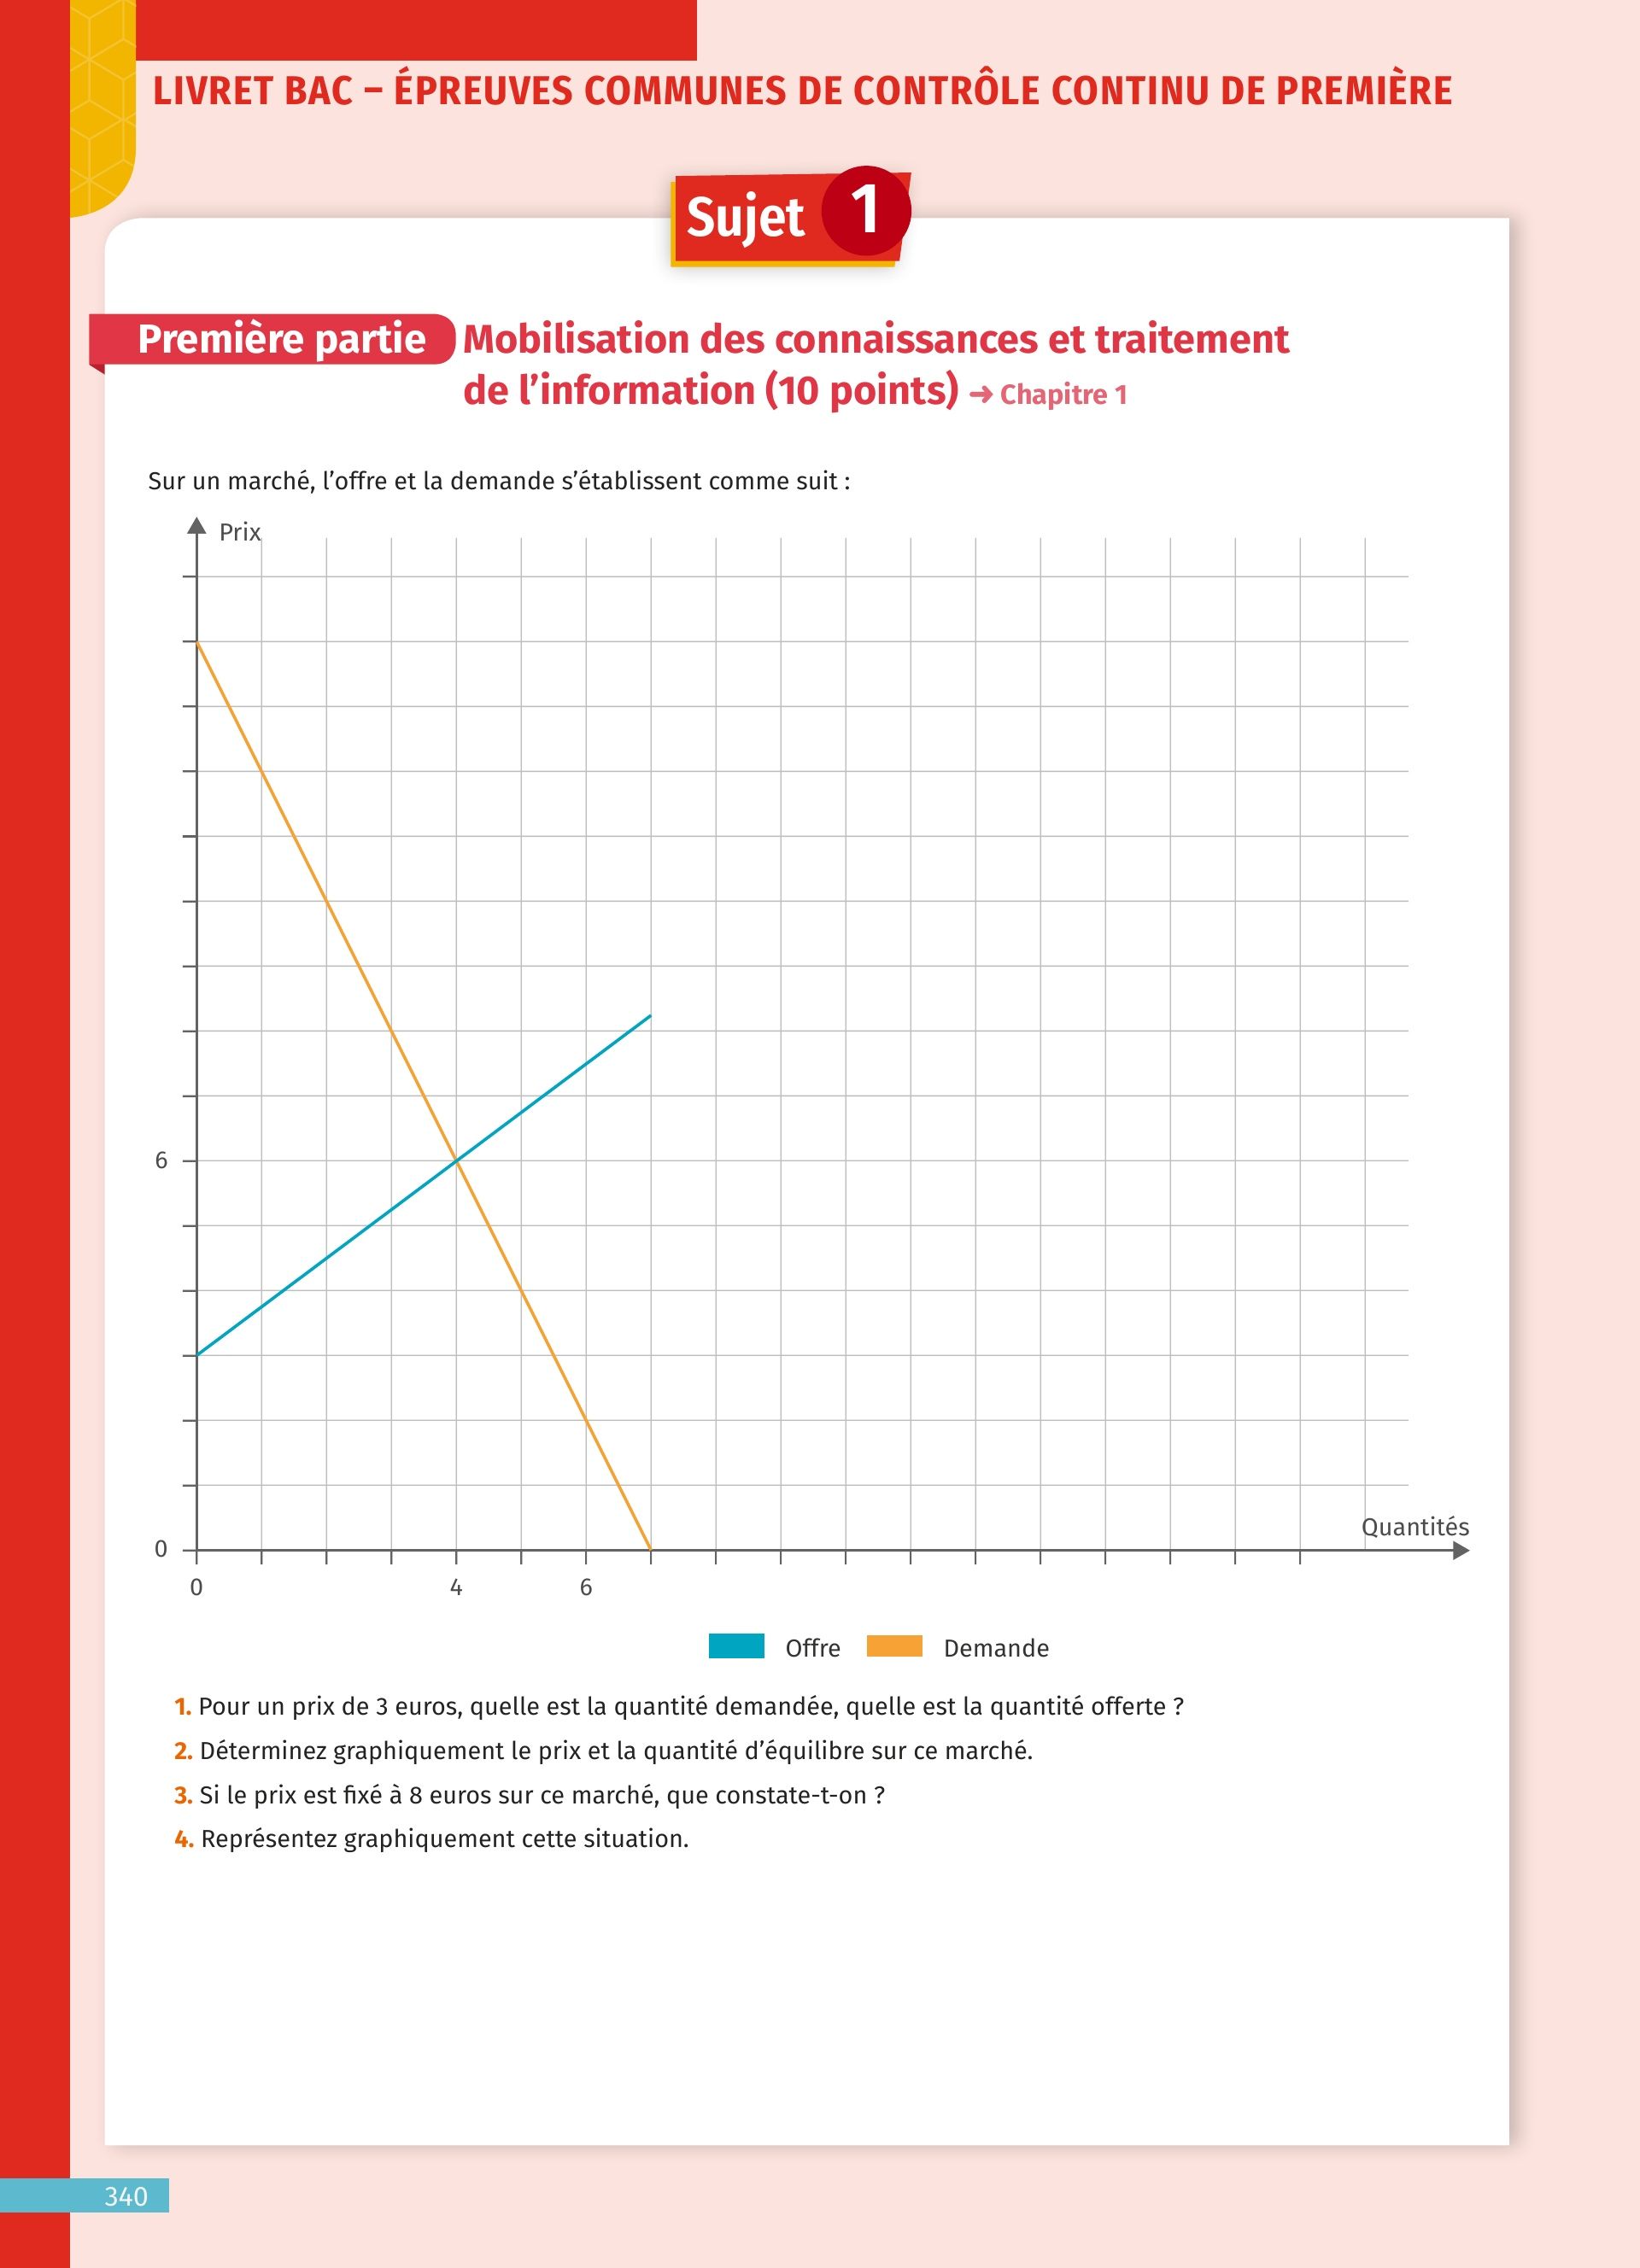 LIVRET BAC – ÉPREUVES COMMUNES DE CONTRÔLE CONTINU DE PREMIÈRE
Sujet 1
Première partie Mobilisation des connaissances et traitement
de l'information (10 points) ➜ Chapitre 1
Sur un marché, l'offre et la demande s'établissent comme suit :
Prix
6
0
Quantités
0 4 6
Offre Demande
1. Pour un prix de 3 euros, quelle est la quantité demandée, quelle est la quantité offerte ?
2. Déterminez graphiquement le prix et la quantité d'équilibre sur ce marché.
3. Si le prix est fixé à 8 euros sur ce marché, que constate-t-on ?
4. Représentez graphiquement cette situation.
340